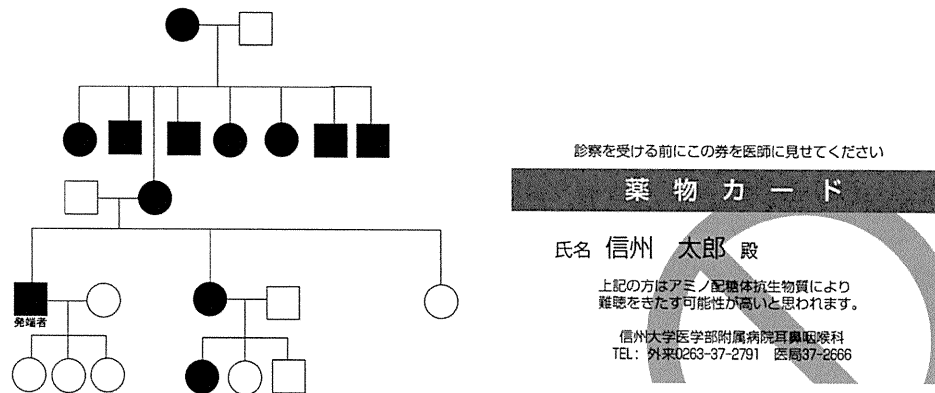 発端者
診察を受ける前にこの券を医師に見せてください
薬物カード
氏名 信州 太郎 殿
上記の方はアミノ配糖体抗生物質により
難聴をきたす可能性が高いと思われます。
信州大学医学部附属病院耳鼻咽喉科
TEL: 外来0263-37-2791 医局37-2666